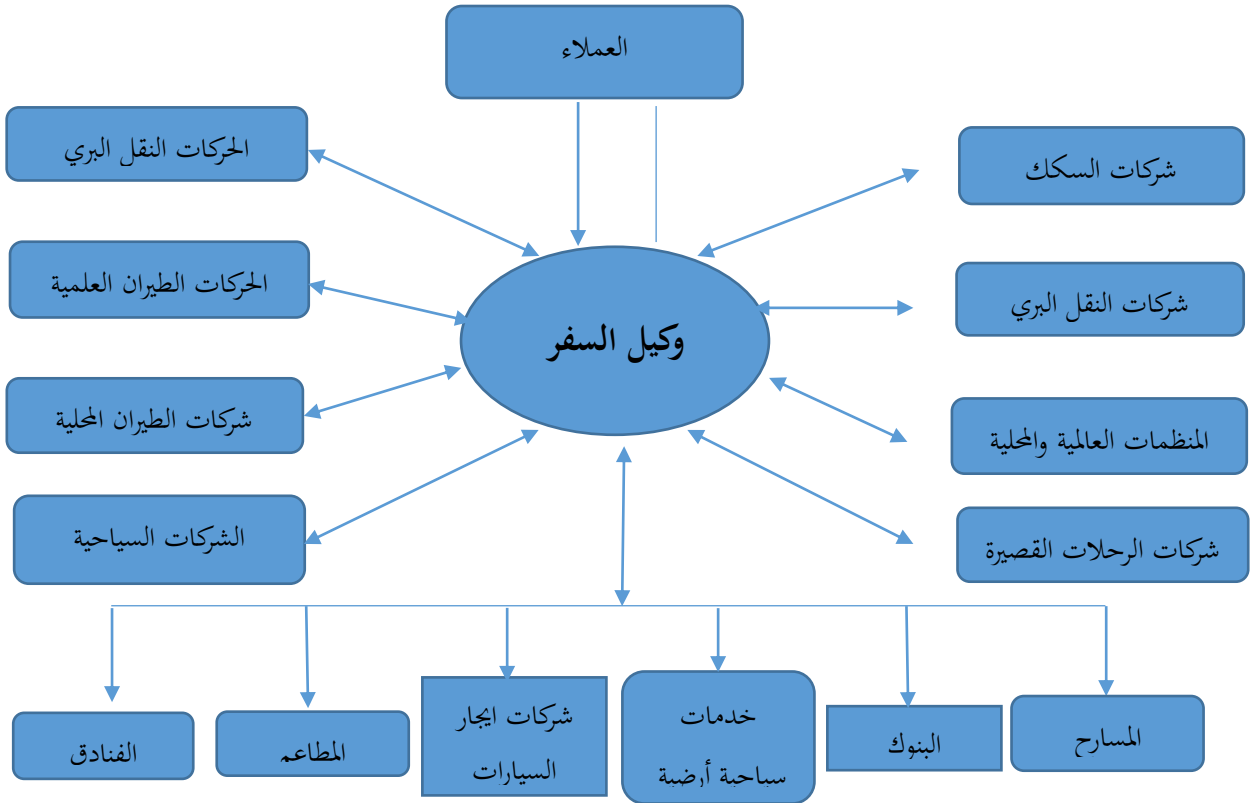 العملاء
شركات السكك
الحركات النقل البري
شركات النقل البري
الحركات الطيران العلمية
وكيل السفر
المنظمات العالمية والمحلية
شركات الطيران المحلية
شركات الرحلات القصيرة
الشركات السياحية
المسارح
البنوك
خدمات
سياحية أرضية
شركات ايجار
السيارات
المطاعم
الفنادق